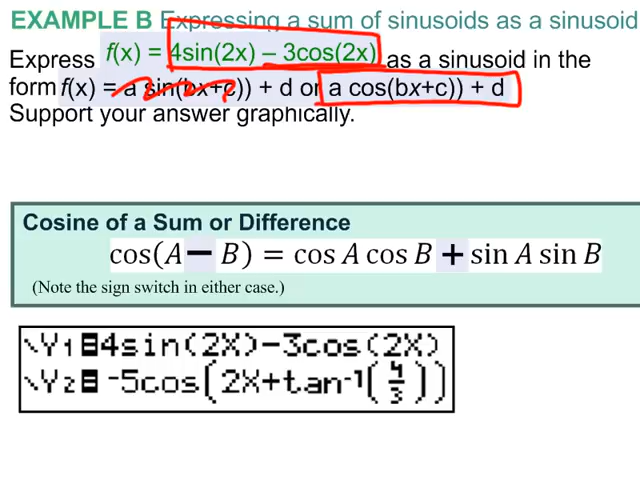 EXAMPLE B Expressing a sum of sinusoids as a sinusoid
Express f(x) = 4sin(2x) – 3cos(2x) as a sinusoid in the
form f(x) = a sin(bx+c)) + d or a cos(bx+c)) + d
Support your answer graphically.
Cosine of a Sum or Difference
cos(A − B) = cos A cos B + sin A sin B
(Note the sign switch in either case.)
\Y1=4sin(2X)-3cos(2X)
\Y2=-5cos(2X+tan⁻¹(4/3))